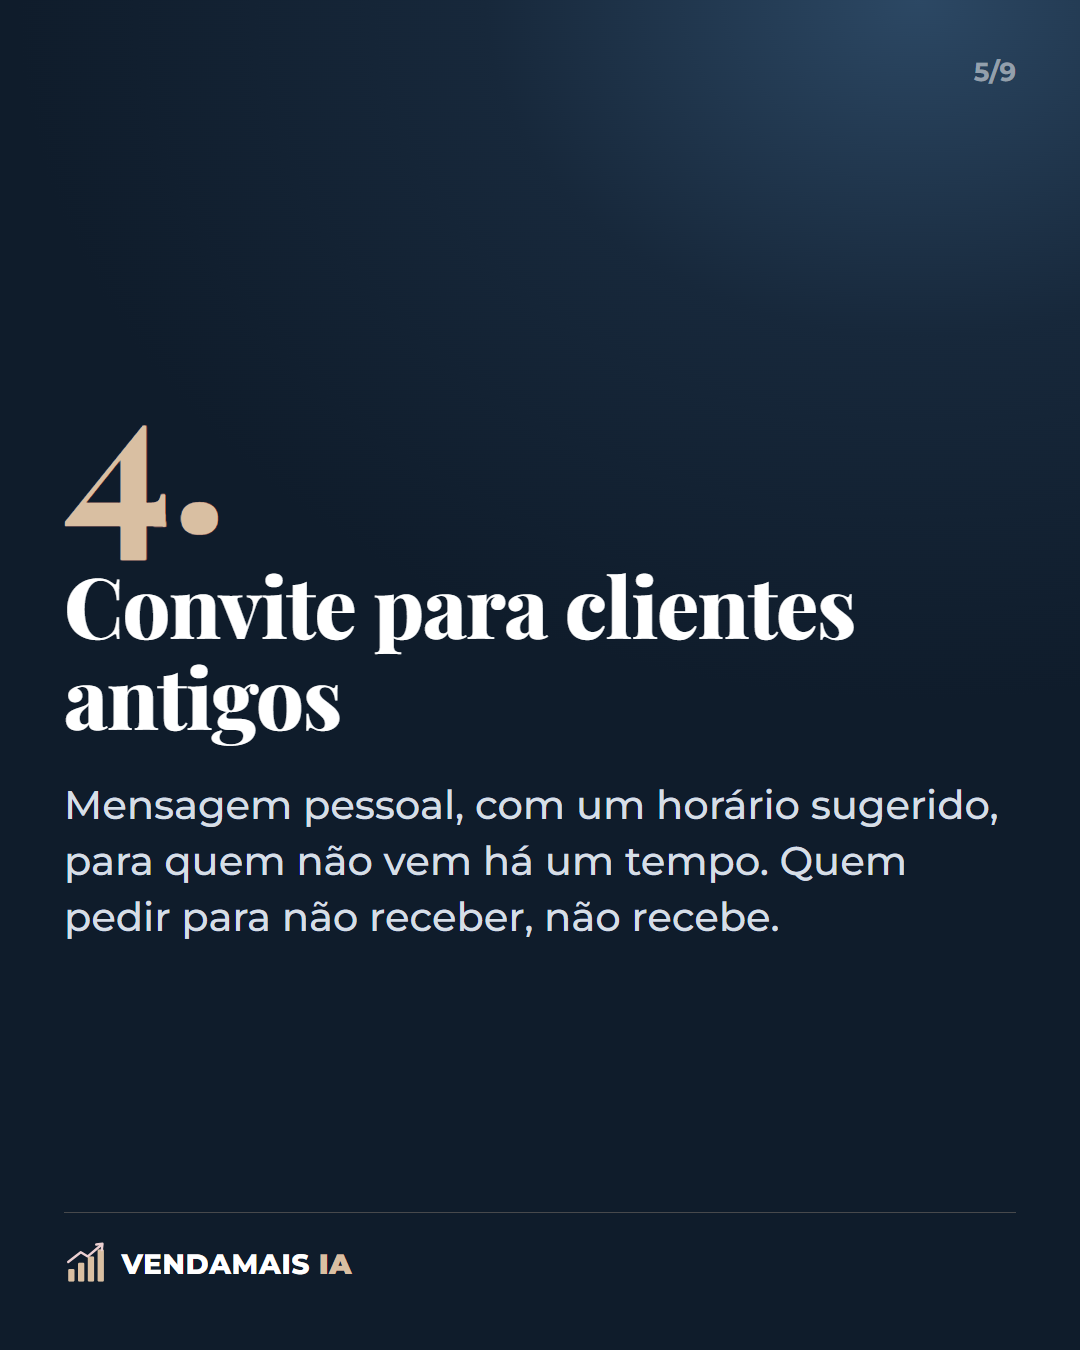 5/9
4.
Convite para clientes
antigos
Mensagem pessoal, com um horário sugerido,
para quem não vem há um tempo. Quem
pedir para não receber, não recebe.
VENDAMAIS IA